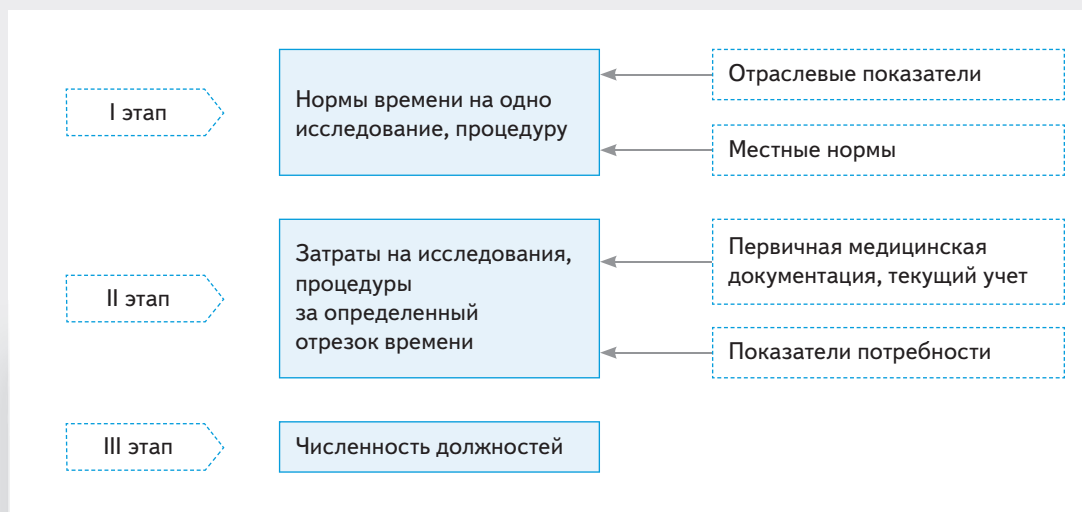 I этап
Нормы времени на одно
исследование, процедуру
Отраслевые показатели
Местные нормы
II этап
Затраты на исследования,
процедуры
за определенный
отрезок времени
Первичная медицинская
документация, текущий учет
Показатели потребности
III этап
Численность должностей